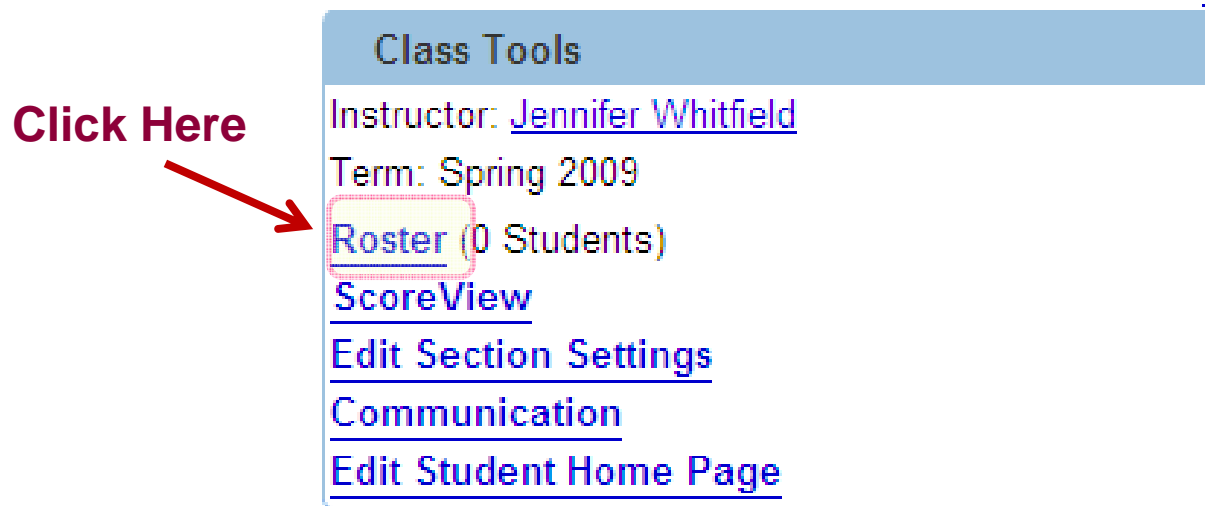 Class Tools
Click Here
Instructor: Jennifer Whitfield
Term: Spring 2009
Roster (0 Students)
ScoreView
Edit Section Settings
Communication
Edit Student Home Page